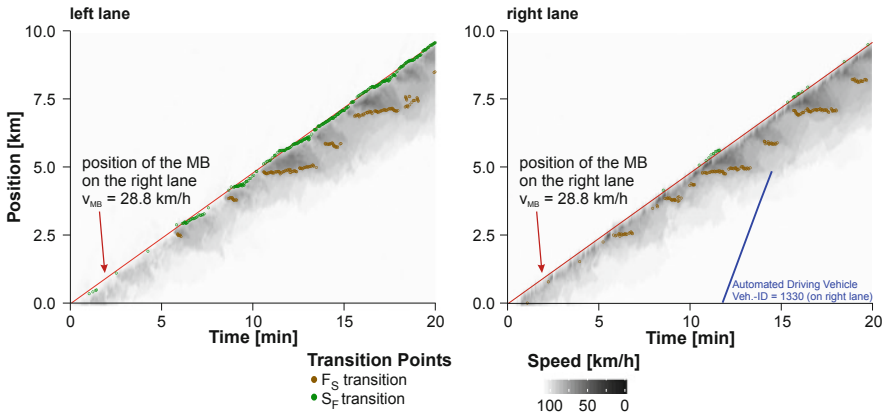 left lane
right lane
10.0
7.5
5.0
2.5
0.0
Position [km]
position of the MB
on the right lane
vMB = 28.8 km/h
0
5
10
15
20
Time [min]
10.0
7.5
5.0
2.5
0.0
position of the MB
on the right lane
vMB = 28.8 km/h
Automated Driving Vehicle
Veh.-ID = 1330 (on right lane)
0
5
10
15
20
Time [min]
Transition Points
FS transition
SF transition
Speed [km/h]
100 50 0